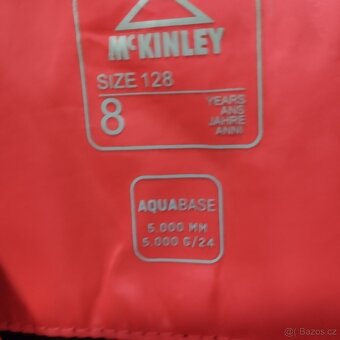 McKINLEY
SIZE 128
8
YEARS
ANS
JAHRE
ANNI
AQUABASE
5.000 MM
5.000 G/24
© Bazos.cz